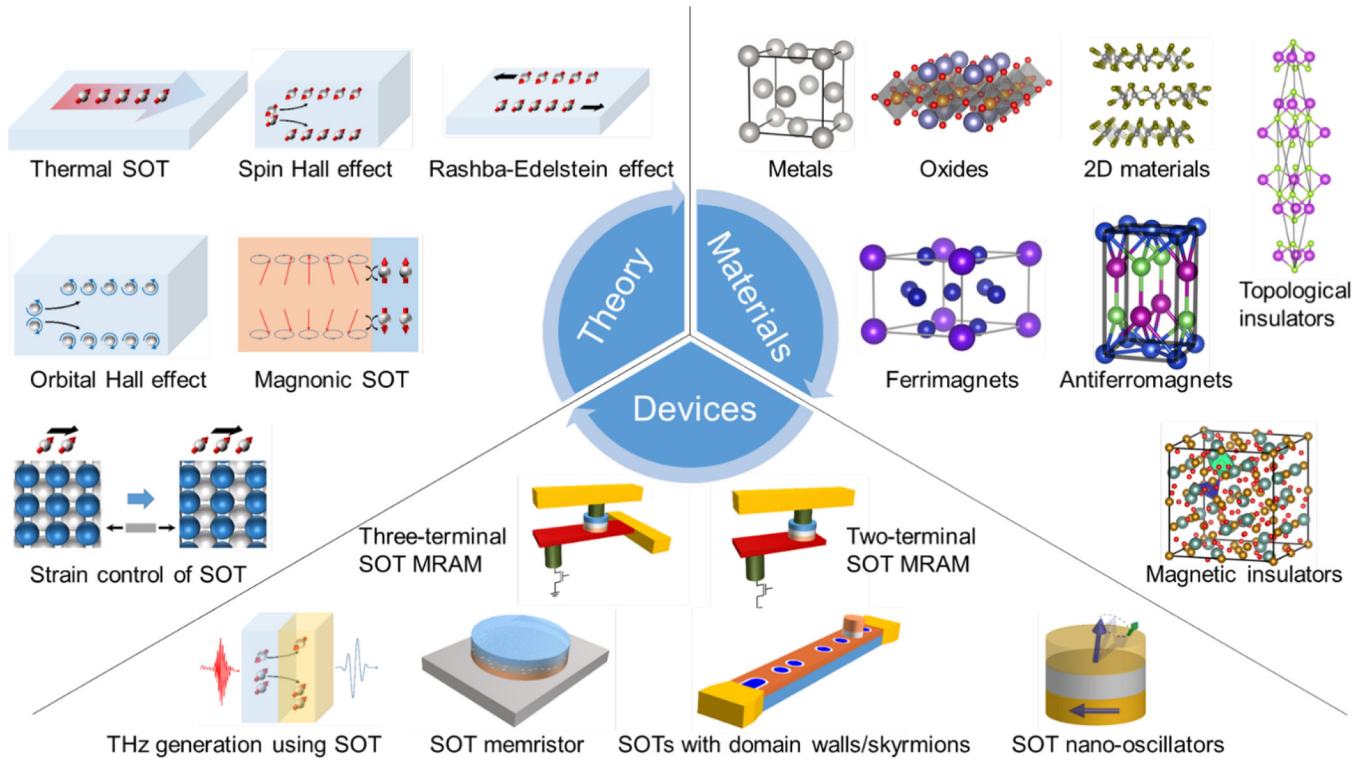 Thermal SOT
Spin Hall effect
Rashba-Edelstein effect
Orbital Hall effect
Magnonic SOT
Strain control of SOT
Theory
Materials
Devices
Metals
Oxides
2D materials
Topological
insulators
Ferrimagnets
Antiferromagnets
Magnetic insulators
Three-terminal
SOT MRAM
Two-terminal
SOT MRAM
THz generation using SOT
SOT memristor
SOTs with domain walls/skyrmions
SOT nano-oscillators